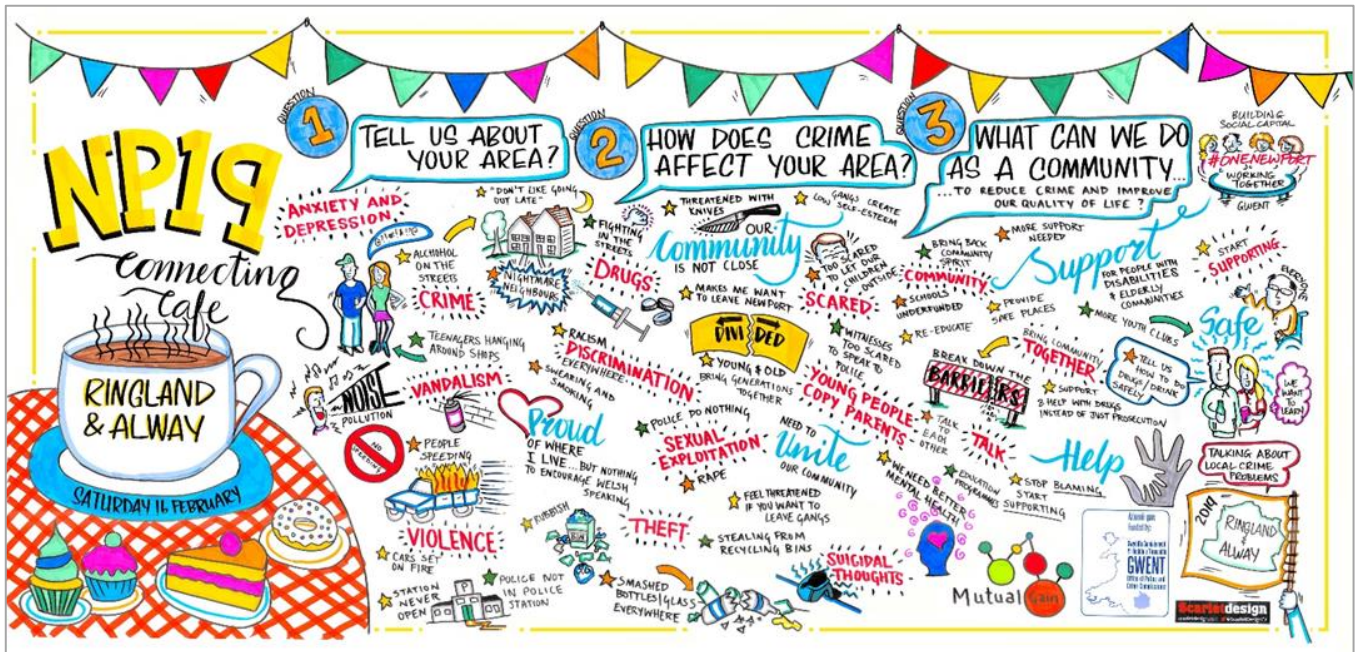 NP19
Connecting
Cafe
RINGLAND
& ALWAY
SATURDAY 16 FEBRUARY
QUESTION
1
TELL US ABOUT
YOUR AREA?
ANXIETY AND
DEPRESSION
"DON'T LIKE GOING
OUT LATE"
ALCOHOL
ON THE
STREETS
CRIME
NIGHTMARE
NEIGHBOURS
TEENAGERS HANGING
AROUND SHOPS
NOISE
POLLUTION
VANDALISM
NO
SPEEDING
PEOPLE
SPEEDING
VIOLENCE
CARS SET
ON FIRE
STATION
NEVER
OPEN
POLICE NOT
IN POLICE
STATION
FIGHTING
IN THE
STREETS
DRUGS
RACISM
DISCRIMINATION
EVERYWHERE
SWEARING AND
SMOKING
Proud
OF WHERE
I LIVE...BUT NOTHING
TO ENCOURAGE WELSH
SPEAKING
RUBBISH
THEFT
SMASHED
BOTTLES/GLASS
EVERYWHERE
QUESTION
2
HOW DOES CRIME
AFFECT YOUR AREA?
THREATENED WITH
KNIVES
GANGS CREATE
LOW SELF-ESTEEM
OUR
Community
IS NOT CLOSE
TOO SCARED
TO LET OUR
CHILDREN
OUTSIDE
MAKES ME WANT
TO LEAVE NEWPORT
SCARED
DIVIDED
WITNESSES
TOO SCARED
TO SPEAK TO
POLICE
YOUNG & OLD
BRING GENERATIONS
TOGETHER
YOUNG PEOPLE
COPY PARENTS
POLICE DO NOTHING
SEXUAL
EXPLOITATION
RAPE
NEED TO
Unite
OUR COMMUNITY
FEEL THREATENED
IF YOU WANT TO
LEAVE GANGS
STEALING FROM
RECYCLING BINS
SUICIDAL
THOUGHTS
QUESTION
3
WHAT CAN WE DO
AS A COMMUNITY...
...TO REDUCE CRIME AND IMPROVE
OUR QUALITY OF LIFE?
BRING BACK
COMMUNITY
SPIRIT
COMMUNITY
MORE SUPPORT
NEEDED
Support
FOR PEOPLE WITH
DISABILITIES
& ELDERLY
COMMUNITIES
SCHOOLS
UNDERFUNDED
PROVIDE
SAFE PLACES
RE-EDUCATE
MORE YOUTH CLUBS
BREAK DOWN THE
BARRIERS
BRING COMMUNITY
TOGETHER
TELL US
HOW TO DO
DRUGS/DRINK
SAFELY
SUPPORT
& HELP WITH DRUGS
INSTEAD OF JUST PROSECUTION
TALK
TO
EACH
OTHER
TALK
WE NEED BETTER
MENTAL HEALTH
EDUCATION
PROGRAMMES
Help
STOP BLAMING
START
SUPPORTING
Mutual Gain
GWENT
BUILDING
SOCIAL CAPITAL
#ONENEWPORT
WORKING
TOGETHER
GWENT
START
SUPPORTING
EVERYONE
Safe
WE
WANT
TO
LEARN
TALKING ABOUT
LOCAL CRIME
PROBLEMS
2019
RINGLAND
&
ALWAY
Scarletdesign